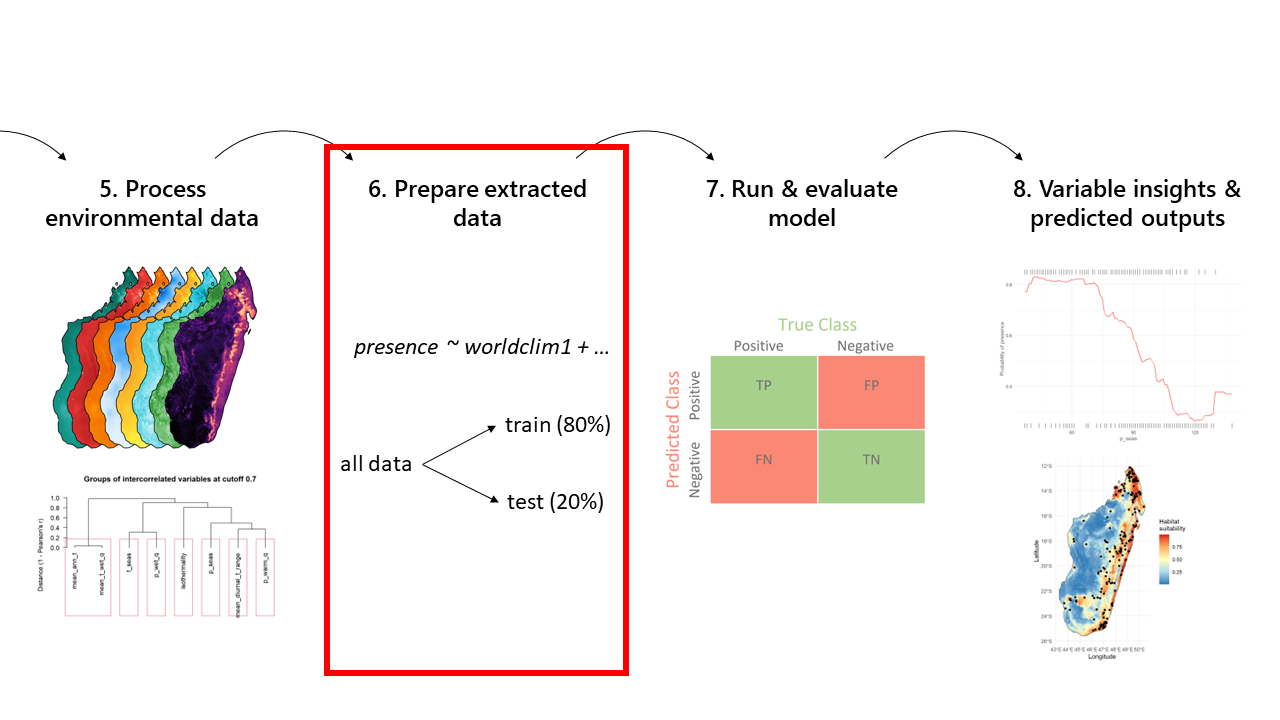 5. Process
environmental data
6. Prepare extracted
data
7. Run & evaluate
model
8. Variable insights &
predicted outputs
Groups of intercorrelated variables at cutoff 0.7
Distance (1 - Pearson's r)
1.0
0.8
0.6
0.4
0.2
0.0
mean_ann_t
mean_t_wet_q
t_seas
p_wet_q
isothermality
p_seas
mean_diurnal_t_range
p_warm_q
presence ~ worldclim1 + ...
all data
train (80%)
test (20%)
True Class
Positive
Negative
Predicted Class
Positive
Negative
TP
FP
FN
TN
Probability of presence
0.8
0.6
0.4
60
90
120
p_seas
Latitude
12°S
14°S
16°S
18°S
20°S
22°S
24°S
26°S
43°E 44°E 45°E 46°E 47°E 48°E 49°E 50°E
Longitude
Habitat
suitability
0.75
0.50
0.25